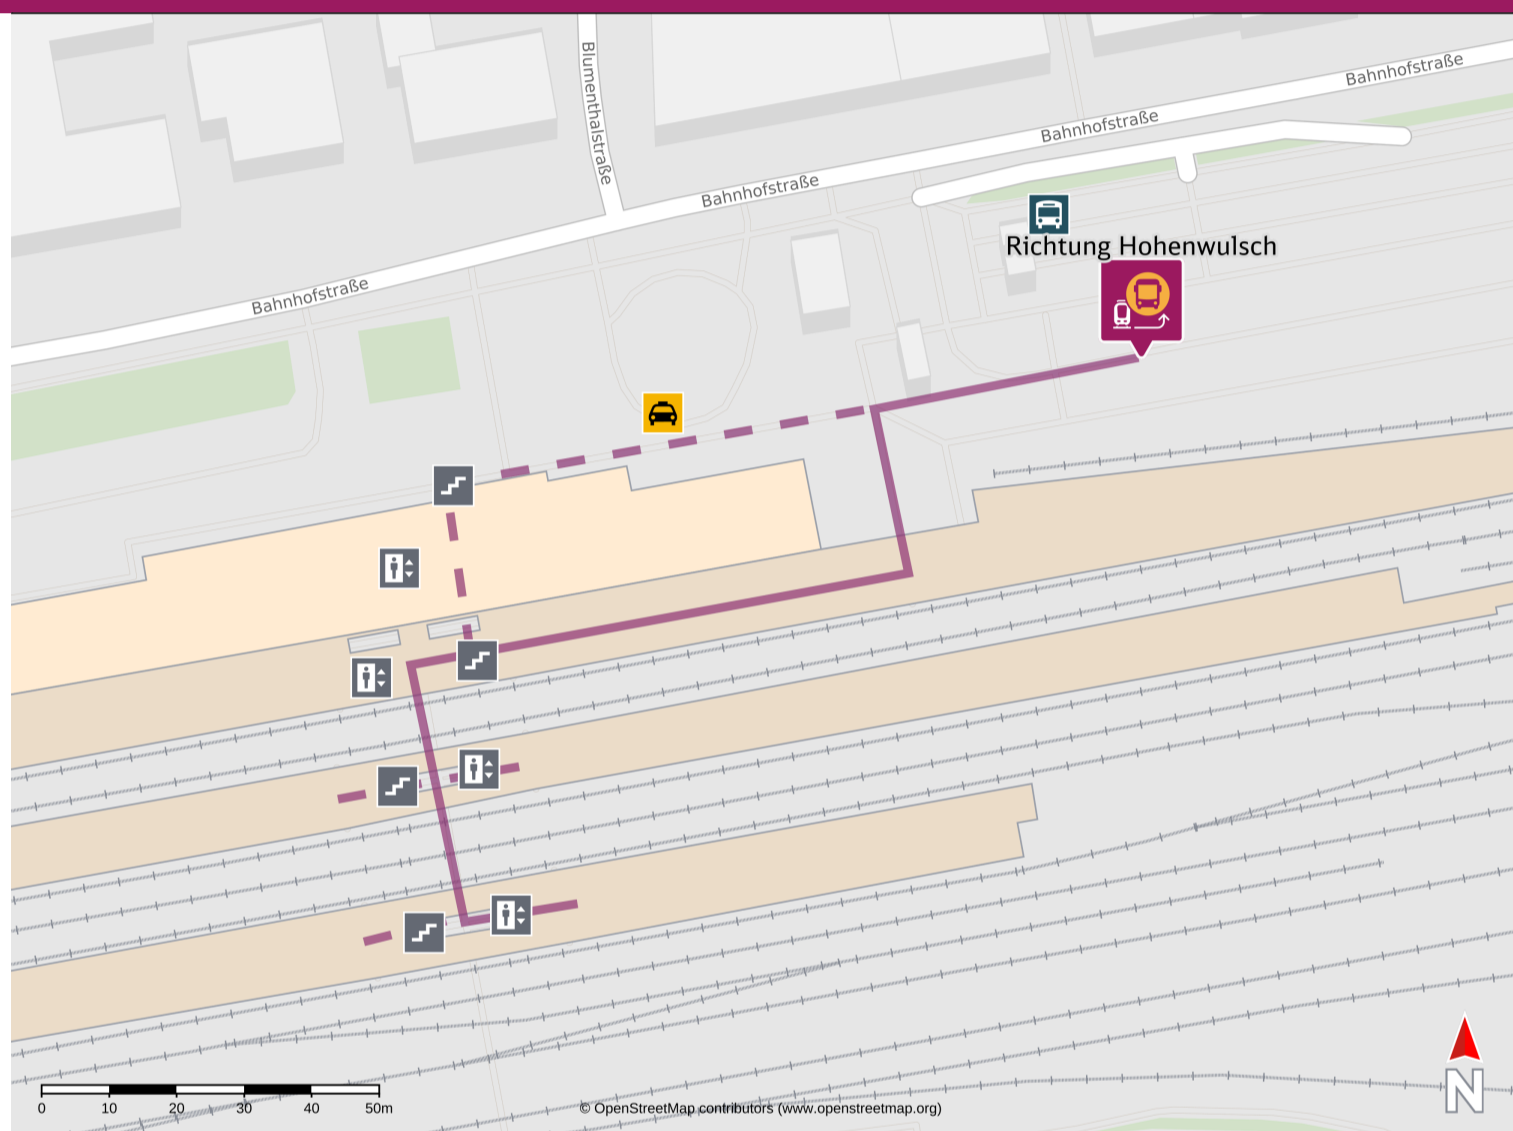 Blumenthalstraße
Bahnhofstraße
Bahnhofstraße
Bahnhofstraße
Bahnhofstraße
Richtung Hohenwulsch
0 10 20 30 40 50m
© OpenStreetMap contributors (www.openstreetmap.org)
N